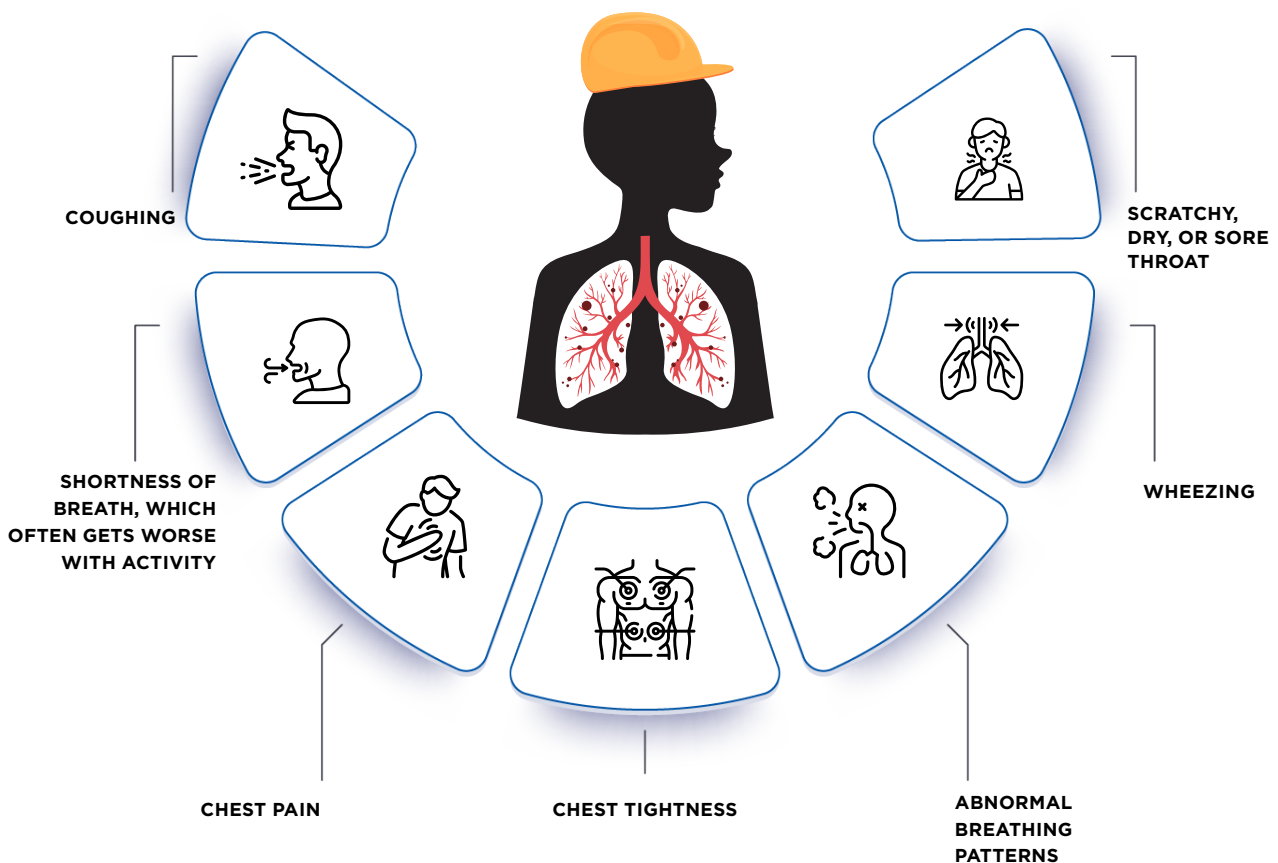 COUGHING
SCRATCHY,
DRY, OR SORE
THROAT
SHORTNESS OF
BREATH, WHICH
OFTEN GETS WORSE
WITH ACTIVITY
WHEEZING
CHEST PAIN
CHEST TIGHTNESS
ABNORMAL
BREATHING
PATTERNS